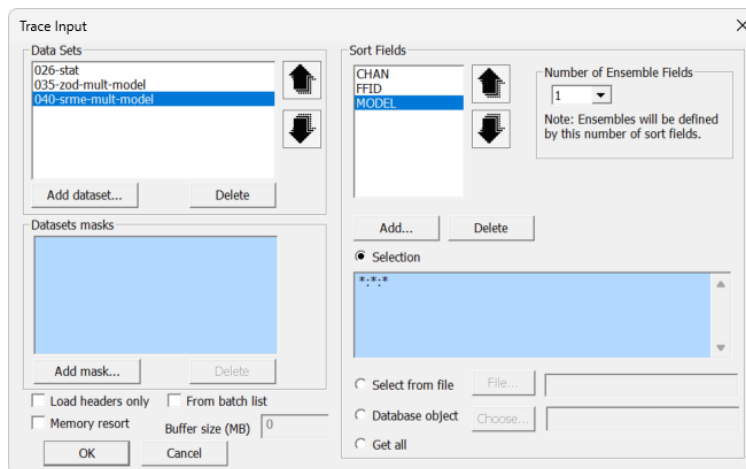 Trace Input
Data Sets
026-stat
035-zod-mult-model
040-srme-mult-model
Add dataset...
Delete
Datasets masks
Add mask...
Delete
Load headers only
From batch list
Memory resort
Buffer size (MB)
0
OK
Cancel
Sort Fields
CHAN
FFID
MODEL
Number of Ensemble Fields
1
Note: Ensembles will be defined
by this number of sort fields.
Add...
Delete
Selection
*:*:*
Select from file
File...
Database object
Choose...
Get all